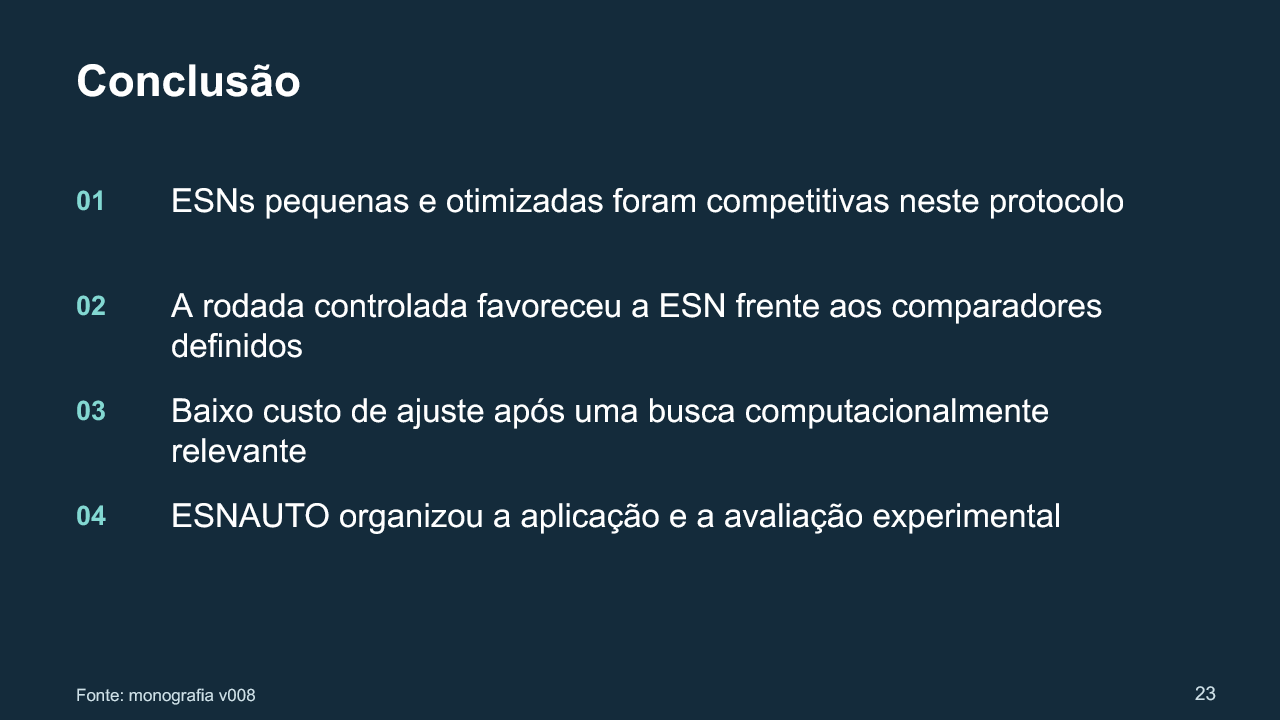 Conclusão
01 ESNs pequenas e otimizadas foram competitivas neste protocolo
02 A rodada controlada favoreceu a ESN frente aos comparadores
definidos
03 Baixo custo de ajuste após uma busca computacionalmente
relevante
04 ESNAUTO organizou a aplicação e a avaliação experimental
Fonte: monografia v008
23